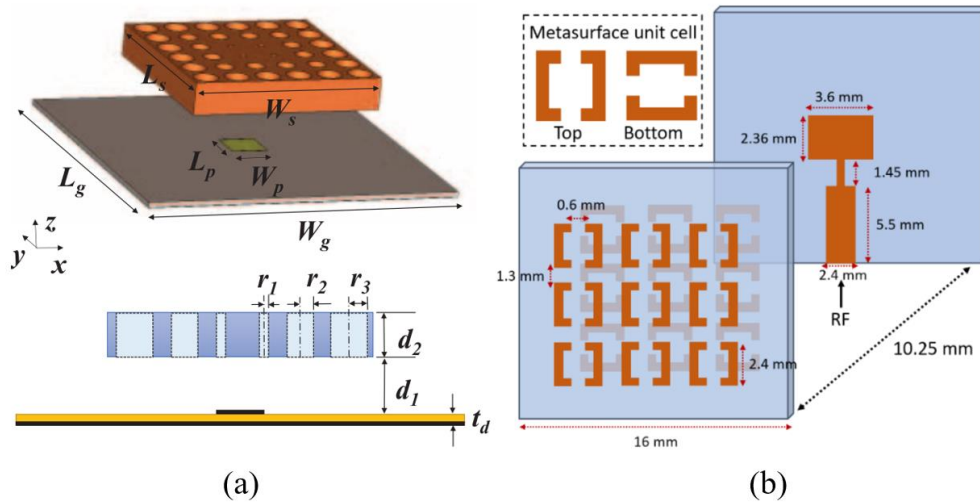 L_s
W_s
L_p
W_p
L_g
W_g
z
y
x
r_1
r_2
r_3
d_2
d_1
t_d
(a)
Metasurface unit cell
Top
Bottom
3.6 mm
2.36 mm
1.45 mm
5.5 mm
2.4 mm
RF
0.6 mm
1.3 mm
2.4 mm
10.25 mm
16 mm
(b)